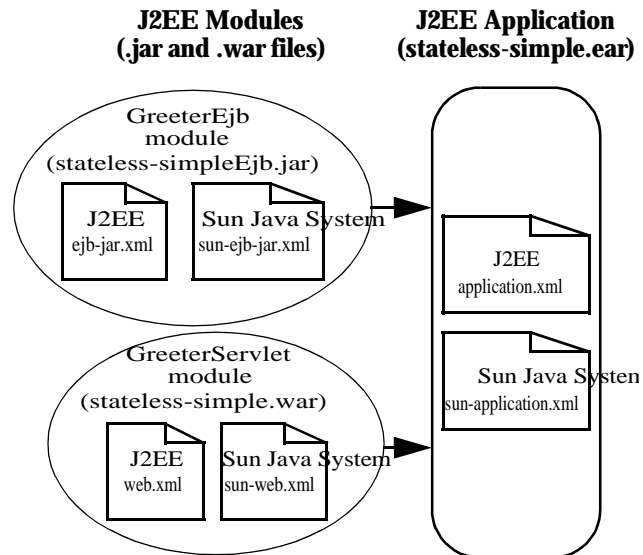 J2EE Modules
(.jar and .war files)
J2EE Application
(stateless-simple.ear)
GreeterEjb
module
(stateless-simpleEjb.jar)
J2EE
ejb-jar.xml
Sun Java System
sun-ejb-jar.xml
J2EE
application.xml
Sun Java System
sun-application.xml
GreeterServlet
module
(stateless-simple.war)
J2EE
web.xml
Sun Java System
sun-web.xml